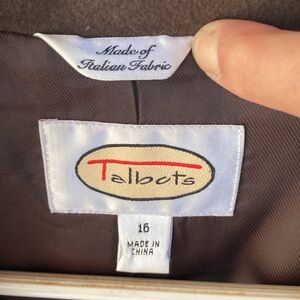 Made of
Italian Fabric
Talbots
16
MADE IN
CHINA